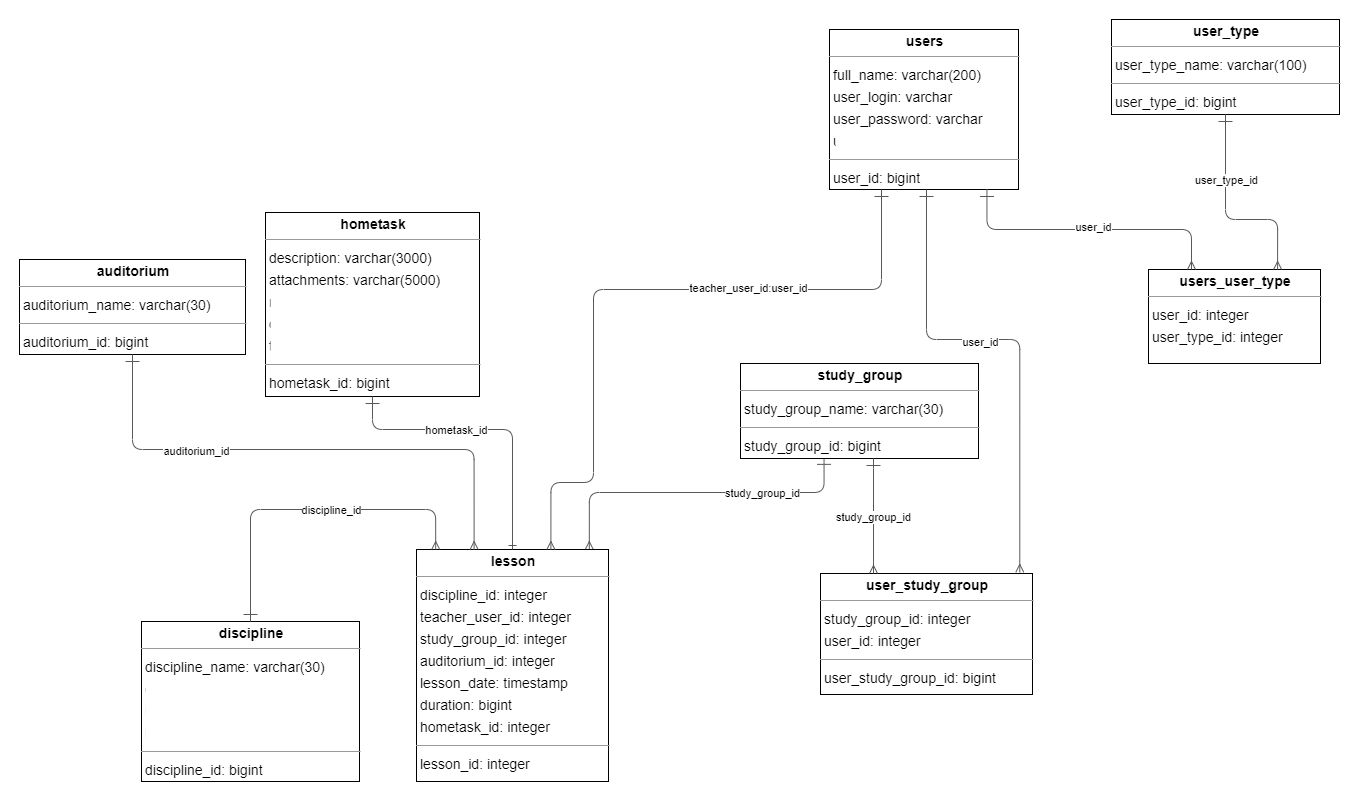 user_type
user_type_name: varchar(100)
user_type_id: bigint
users
full_name: varchar(200)
user_login: varchar
user_password: varchar
user_id: bigint
user_type_id
user_id
hometask
description: varchar(3000)
attachments: varchar(5000)
hometask_id: bigint
auditorium
auditorium_name: varchar(30)
auditorium_id: bigint
users_user_type
user_id: integer
user_type_id: integer
teacher_user_id:user_id
user_id
study_group
study_group_name: varchar(30)
study_group_id: bigint
hometask_id
auditorium_id
study_group_id
study_group_id
discipline_id
lesson
discipline_id: integer
teacher_user_id: integer
study_group_id: integer
auditorium_id: integer
lesson_date: timestamp
duration: bigint
hometask_id: integer
lesson_id: integer
user_study_group
study_group_id: integer
user_id: integer
user_study_group_id: bigint
discipline
discipline_name: varchar(30)
discipline_id: bigint